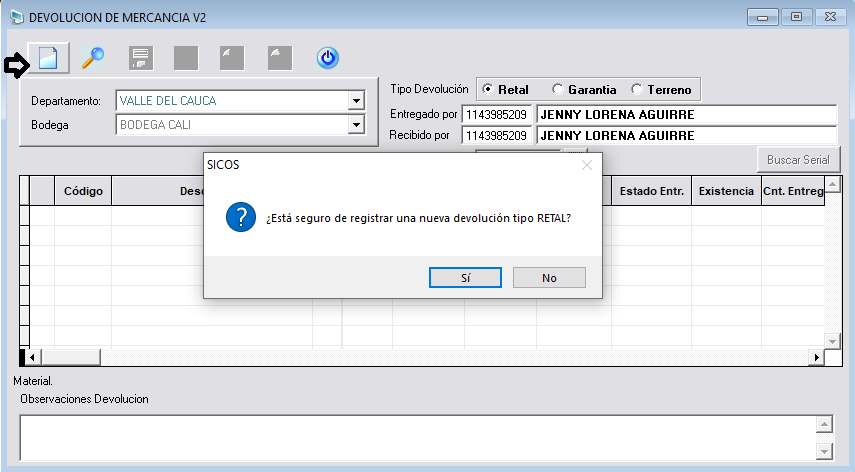 DEVOLUCION DE MERCANCIA V2
Departamento: VALLE DEL CAUCA
Bodega BODEGA CALI
Tipo Devolución Retal Garantia Terreno
Entregado por 1143985209 JENNY LORENA AGUIRRE
Recibido por 1143985209 JENNY LORENA AGUIRRE
Buscar Serial
SICOS
Código Desc Estado Entr. Existencia Cnt. Entreg
¿Está seguro de registrar una nueva devolución tipo RETAL?
Sí No
Material.
Observaciones Devolucion